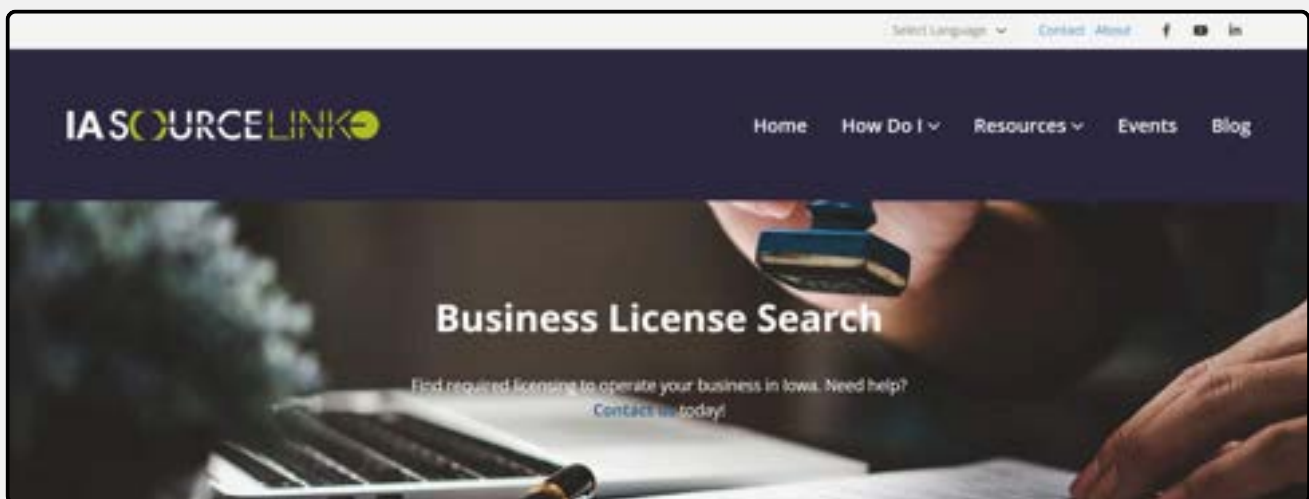 Select Language
Contact About
IASOURCELINK
Home How Do I Resources Events Blog
Business License Search
Find required licensing to operate your business in Iowa. Need help?
Contact us today!